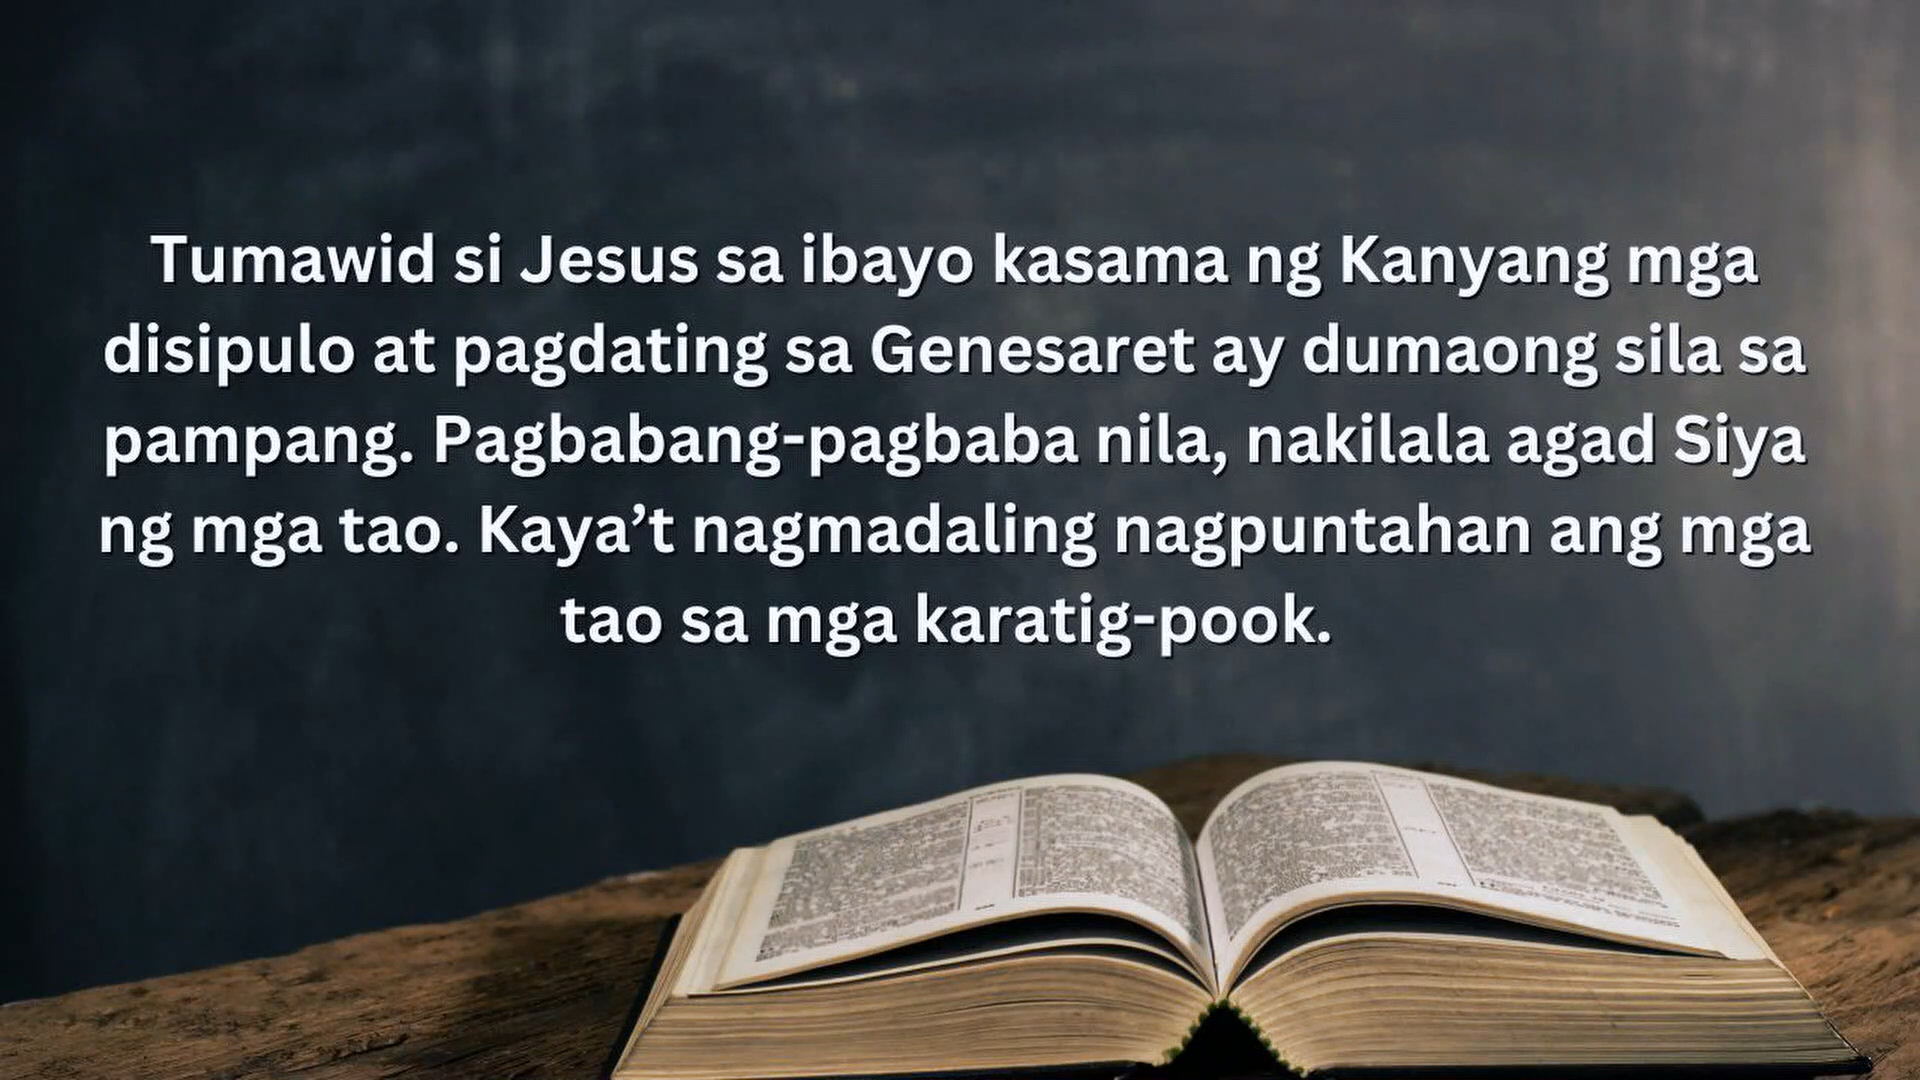 Tumawid si Jesus sa ibayo kasama ng Kanyang mga
disipulo at pagdating sa Genesaret ay dumaong sila sa
pampang. Pagbabang-pagbaba nila, nakilala agad Siya
ng mga tao. Kaya’t nagmadaling nagpuntahan ang mga
tao sa mga karatig-pook.